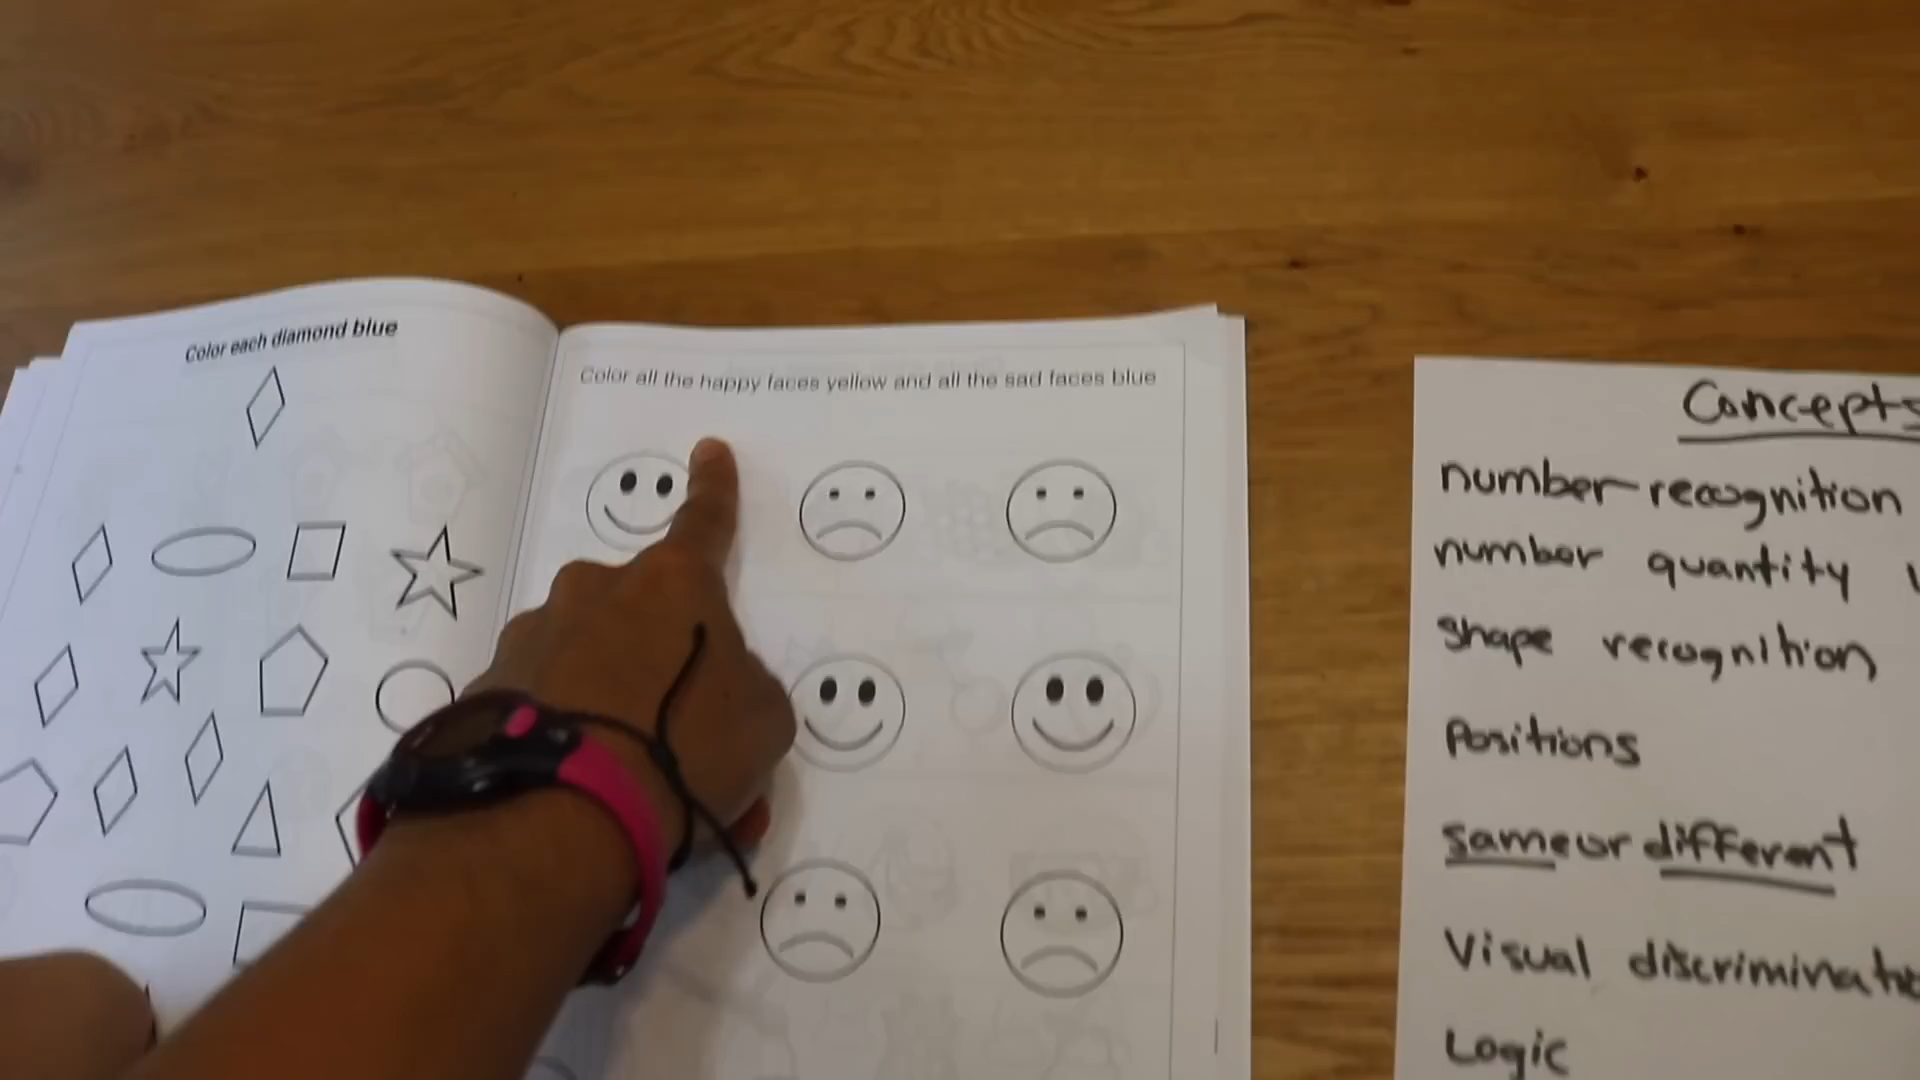 Color each diamond blue
Color all the happy faces yellow and all the sad faces blue
Concepts
number recognition
number quantity
shape recognition
Positions
same or different
Visual
Logic